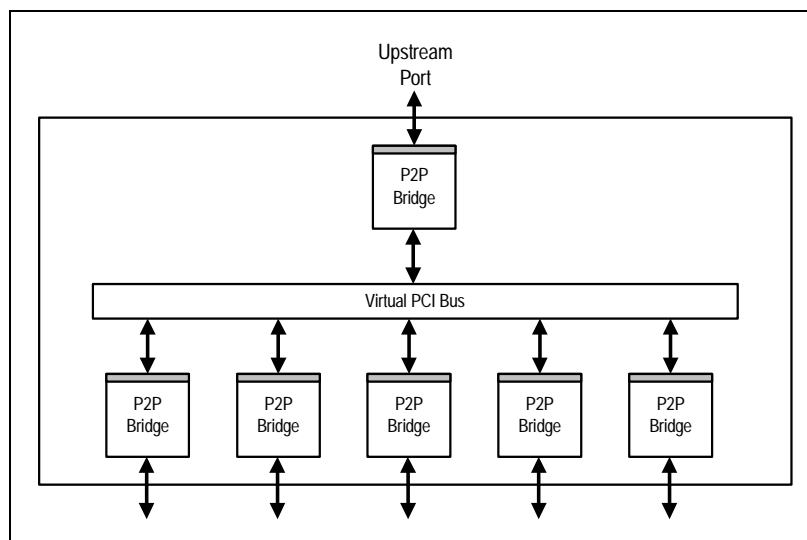 Upstream
Port
P2P
Bridge
Virtual PCI Bus
P2P
Bridge
P2P
Bridge
P2P
Bridge
P2P
Bridge
P2P
Bridge